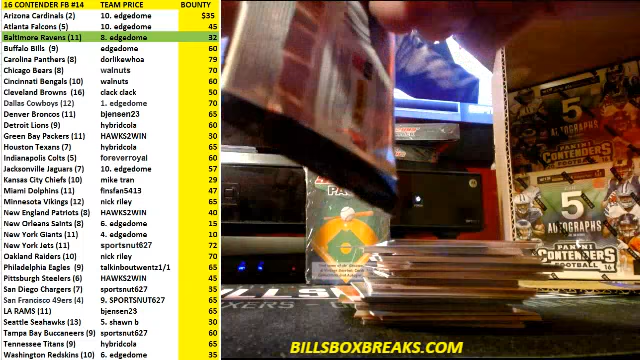 16 CONTENDER FB #14 TEAM PRICE BOUNTY
Arizona Cardinals (2) 10. edgedome $35
Atlanta Falcons (5) 10. edgedome 45
Baltimore Ravens (11) 8. edgedome 32
Buffalo Bills (9) edgedome 60
Carolina Panthers (8) dorlikewhoa 79
Chicago Bears (8) walnuts 70
Cincinnati Bengals (10) walnuts 60
Cleveland Browns (16) clack clack 50
Dallas Cowboys (12) 1. edgedome 70
Denver Broncos (11) bjensen23 65
Detroit Lions (9) hybridcola 60
Green Bay Packers (11) HAWKS2WIN 30
Houston Texans (7) hybridcola 65
Indianapolis Colts (5) foreverroyal 60
Jacksonville Jaguars (7) 10. edgedome 57
Kansas City Chiefs (10) mike tran 29
Miami Dolphins (11) finsfan5413 47
Minnesota Vikings (12) nick riley 65
New England Patriots (8) HAWKS2WIN 40
New Orleans Saints (8) 6. edgedome 15
New York Giants (11) 4. edgedome 10
New York Jets (11) sportsnut627 72
Oakland Raiders (10) nick riley 70
Philadelphia Eagles (9) talkinboutwentz1/1 65
Pittsburgh Steelers (6) HAWKS2WIN 45
San Diego Chargers (7) sportsnut627 35
San Francisco 49ers (4) 9. SPORTSNUT627 65
LA RAMS (11) bjensen23 65
Seattle Seahawks (13) 5. shawn b 30
Tampa Bay Buccaneers (9) sportsnut627 60
Tennessee Titans (9) hybridcola 65
Washington Redskins (10) 6. edgedome 35
CONTENDERS
5
AUTOGRAPHS
5
AUTOGRAPHS
PANINI
CONTENDERS
FOOTBALL 16
BILLSBOXBREAKS.COM